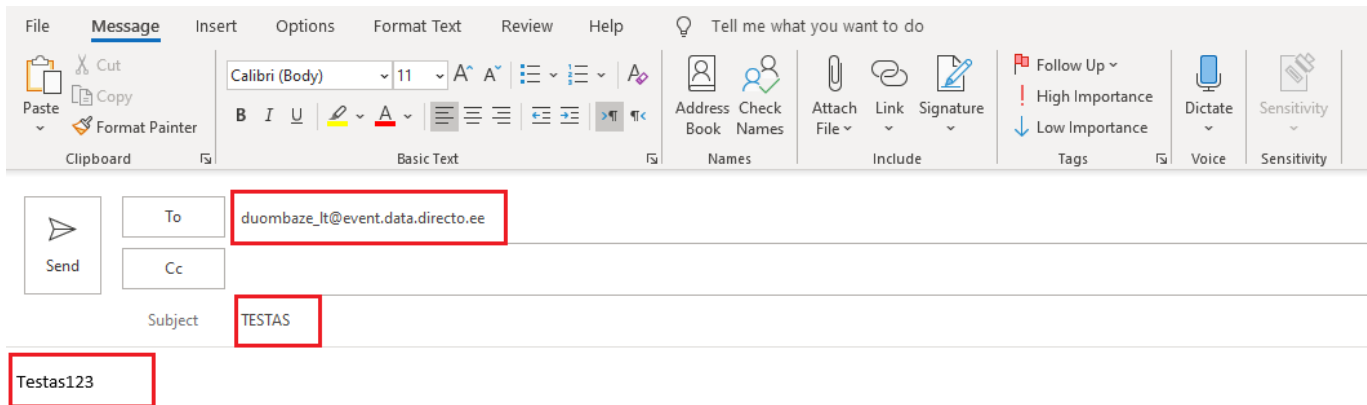 File Message Insert Options Format Text Review Help Tell me what you want to do
Cut
Copy
Paste
Format Painter
Clipboard
Calibri (Body) 11
B I U
Basic Text
Address Book
Check Names
Names
Attach File
Link
Signature
Include
Follow Up
High Importance
Low Importance
Tags
Dictate
Voice
Sensitivity
Sensitivity
Send
To duombaze_lt@event.data.directo.ee
Cc
Subject TESTAS
Testas123